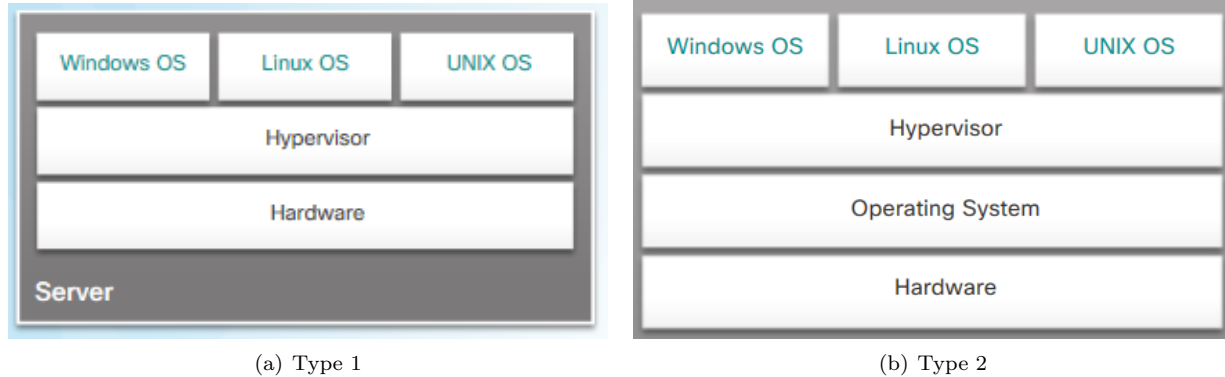 Windows OS Linux OS UNIX OS
Hypervisor
Hardware
Server
(a) Type 1
Windows OS Linux OS UNIX OS
Hypervisor
Operating System
Hardware
(b) Type 2